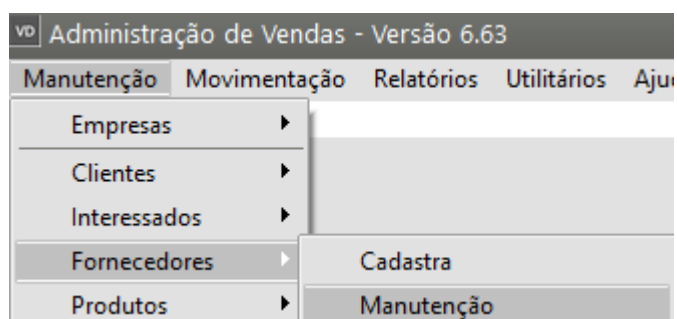 VD Administração de Vendas - Versão 6.63
Manutenção Movimentação Relatórios Utilitários
Empresas
Clientes
Interessados
Fornecedores Cadastra
Produtos Manutenção